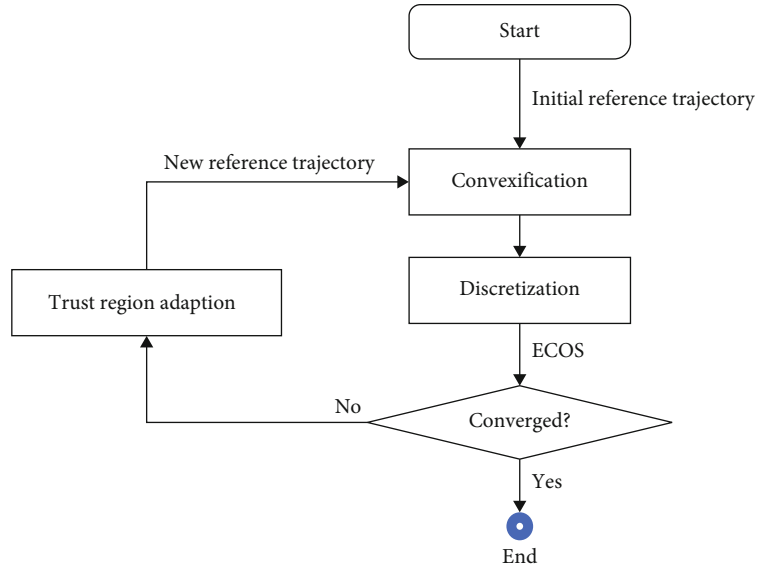 Start
Initial reference trajectory
New reference trajectory
Convexification
Trust region adaption
Discretization
ECOS
No
Converged?
Yes
End